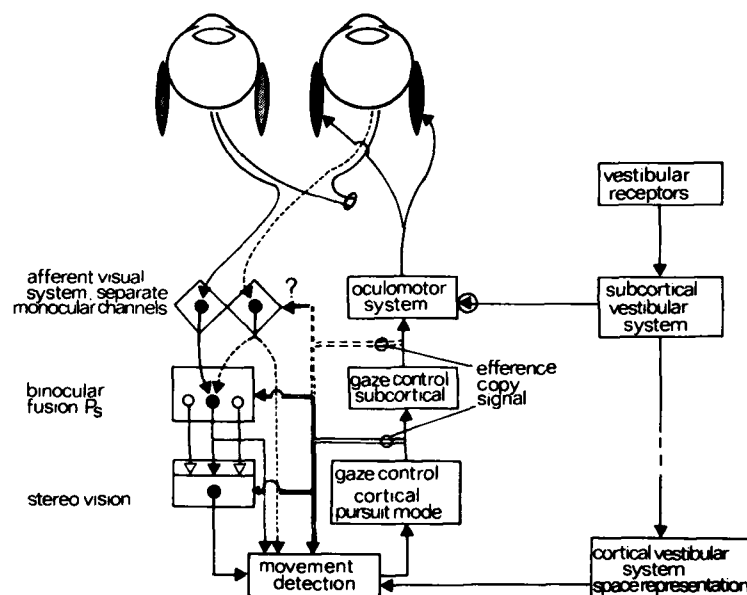 vestibular
receptors
afferent visual
system, separate
monocular channels
?
oculomotor
system
subcortical
vestibular
system
efference
copy
signal
binocular
fusion Ps
gaze control
subcortical
stereo vision
gaze control
cortical
pursuit mode
movement
detection
cortical vestibular
system
space representation